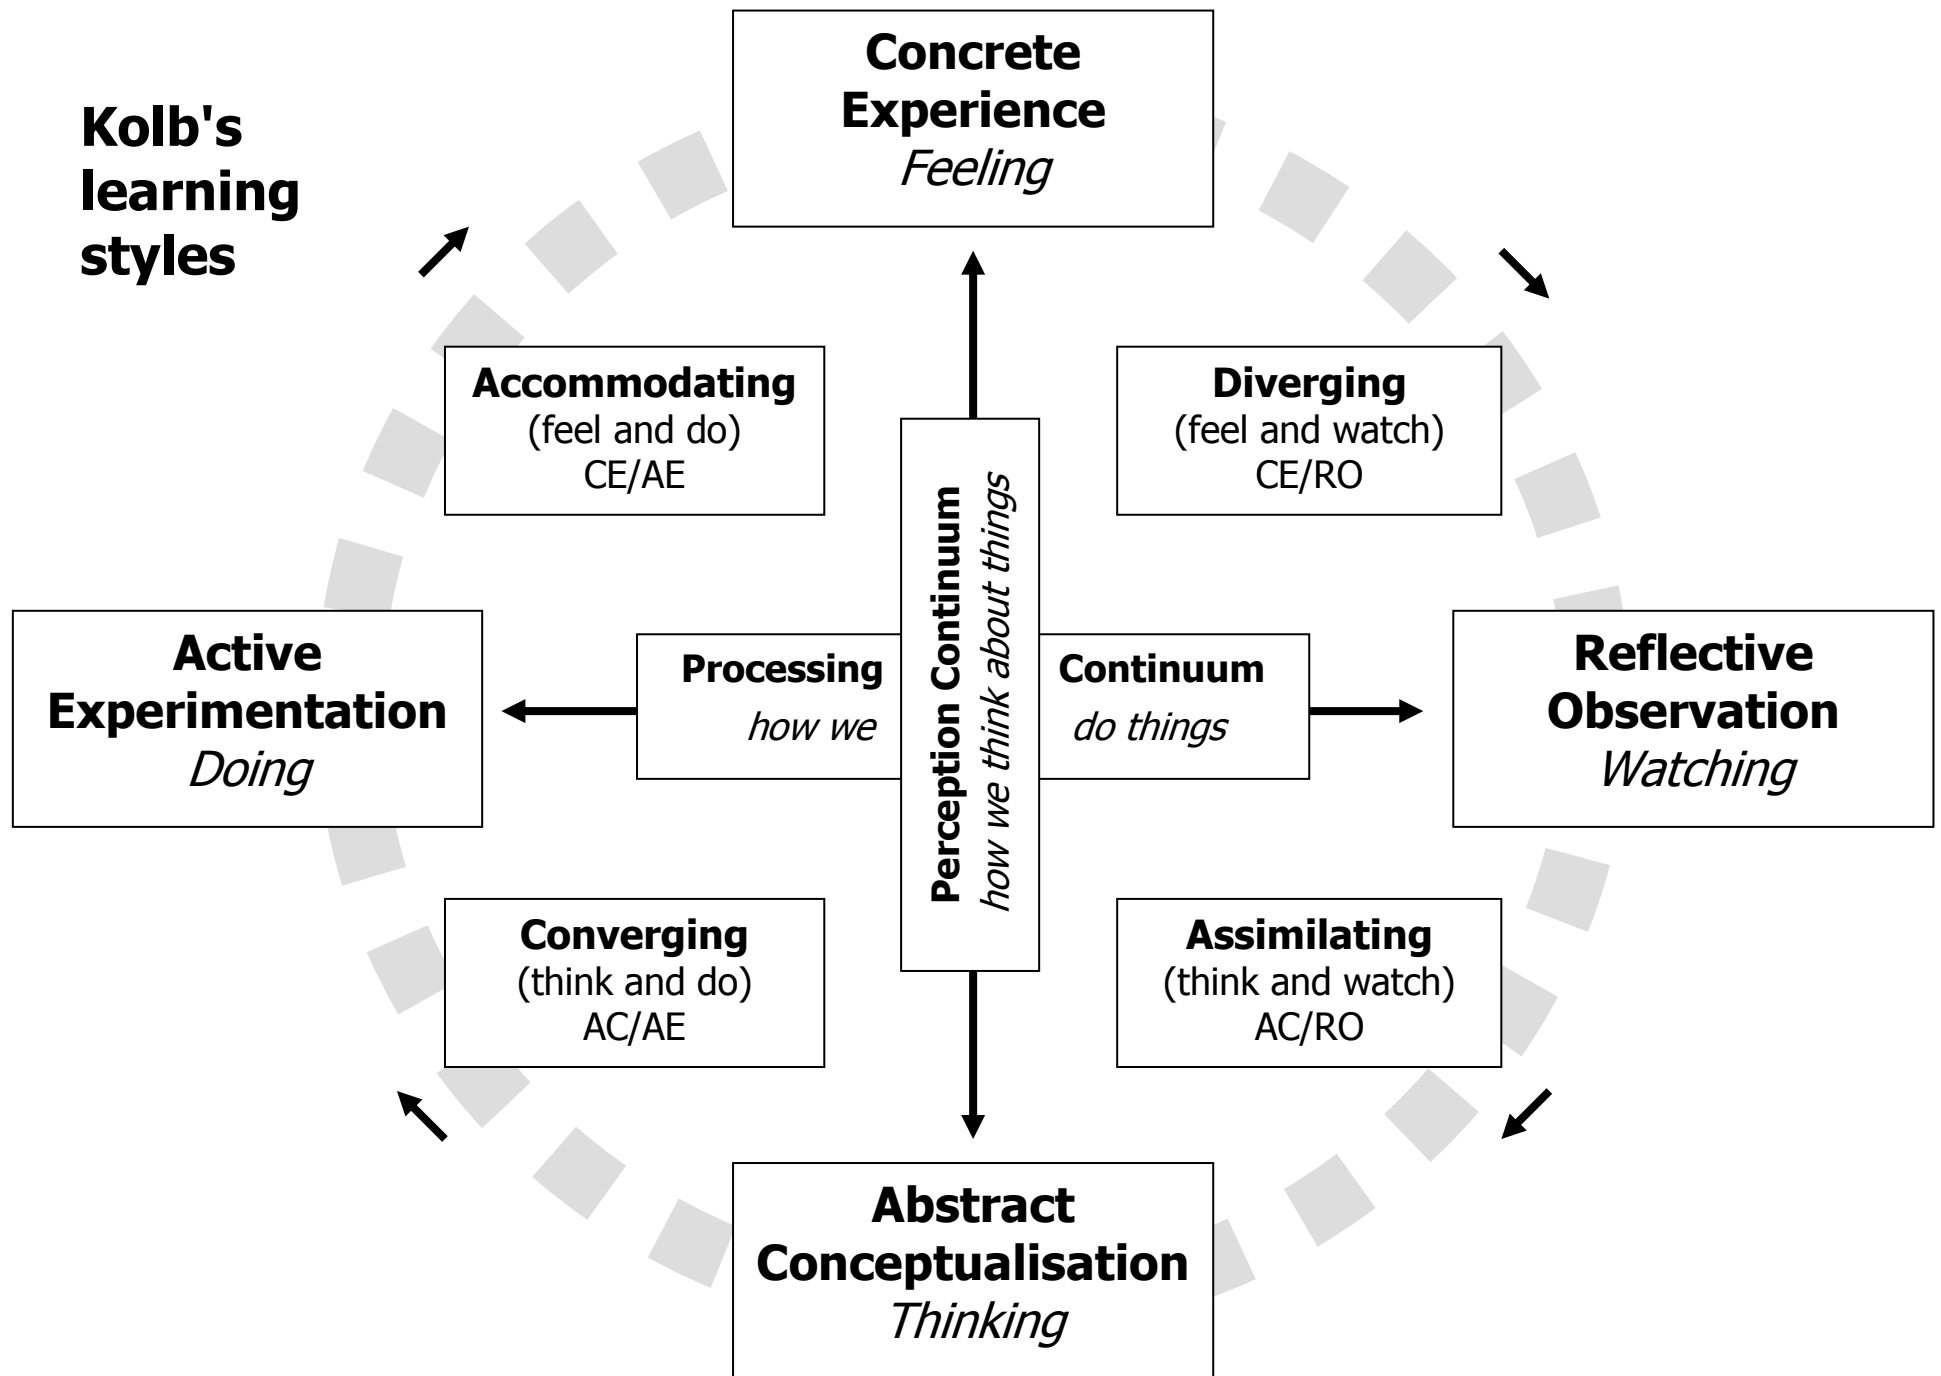 Kolb's
learning
styles
Concrete
Experience
Feeling
Accommodating
(feel and do)
CE/AE
Diverging
(feel and watch)
CE/RO
Active
Experimentation
Doing
Processing
how we
Perception Continuum
how we think about things
Continuum
do things
Reflective
Observation
Watching
Converging
(think and do)
AC/AE
Assimilating
(think and watch)
AC/RO
Abstract
Conceptualisation
Thinking